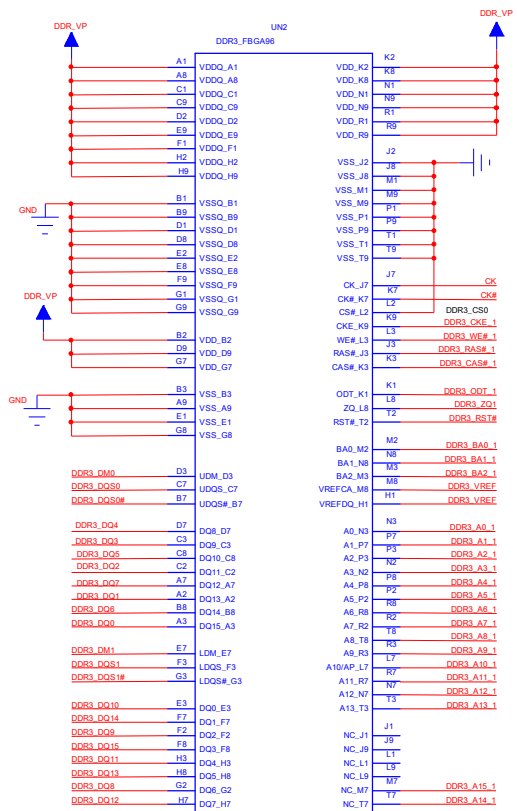 UN2
DDR3_FBGA96
DDR_VP
DDR_VP
A1 VDDQ_A1
A8 VDDQ_A8
C1 VDDQ_C1
C9 VDDQ_C9
D2 VDDQ_D2
E9 VDDQ_E9
F1 VDDQ_F1
H2 VDDQ_H2
H9 VDDQ_H9
GND
B1 VSSQ_B1
B9 VSSQ_B9
D1 VSSQ_D1
D8 VSSQ_D8
E2 VSSQ_E2
E8 VSSQ_E8
F9 VSSQ_F9
G1 VSSQ_G1
G9 VSSQ_G9
DDR_VP
B2 VDD_B2
D9 VDD_D9
G7 VDD_G7
GND
B3 VSS_B3
A9 VSS_A9
E1 VSS_E1
G8 VSS_G8
DDR3_DM0 D3 UDM_D3
DDR3_DQS0 C7 UDQS_C7
DDR3_DQS0# B7 UDQS#_B7
DDR3_DQ4 D7 DQ8_D7
DDR3_DQ3 C3 DQ9_C3
DDR3_DQ5 C8 DQ10_C8
DDR3_DQ2 C2 DQ11_C2
DDR3_DQ7 A7 DQ12_A7
DDR3_DQ1 A2 DQ13_A2
DDR3_DQ6 B8 DQ14_B8
DDR3_DQ0 A3 DQ15_A3
DDR3_DM1 E7 LDM_E7
DDR3_DQS1 F3 LDQS_F3
DDR3_DQS1# G3 LDQS#_G3
DDR3_DQ10 E3 DQ0_E3
DDR3_DQ14 F7 DQ1_F7
DDR3_DQ9 F2 DQ2_F2
DDR3_DQ15 F8 DQ3_F8
DDR3_DQ11 H3 DQ4_H3
DDR3_DQ13 H8 DQ5_H8
DDR3_DQ8 G2 DQ6_G2
DDR3_DQ12 H7 DQ7_H7
VDD_K2 K2
VDD_K8 K8
VDD_N1 N1
VDD_N9 N9
VDD_R1 R1
VDD_R9 R9
VSS_J2 J2
VSS_J8 J8
VSS_M1 M1
VSS_M9 M9
VSS_P1 P1
VSS_P9 P9
VSS_T1 T1
VSS_T9 T9
CK_J7 J7 CK
CK#_K7 K7 CK#
CS#_L2 L2 DDR3_CS0
CKE_K9 K9 DDR3_CKE_1
WE#_L3 L3 DDR3_WE#_1
RAS#_J3 J3 DDR3_RAS#_1
CAS#_K3 K3 DDR3_CAS#_1
ODT_K1 K1 DDR3_ODT_1
ZQ_L8 L8 DDR3_ZQ1
RST#_T2 T2 DDR3_RST#
BA0_M2 M2 DDR3_BA0_1
BA1_N8 N8 DDR3_BA1_1
BA2_M3 M3 DDR3_BA2_1
VREFCA_M8 M8 DDR3_VREF
VREFDQ_H1 H1 DDR3_VREF
A0_N3 N3 DDR3_A0_1
A1_P7 P7 DDR3_A1_1
A2_P3 P3 DDR3_A2_1
A3_N2 N2 DDR3_A3_1
A4_P8 P8 DDR3_A4_1
A5_P2 P2 DDR3_A5_1
A6_R8 R8 DDR3_A6_1
A7_R2 R2 DDR3_A7_1
A8_T8 T8 DDR3_A8_1
A9_R3 R3 DDR3_A9_1
A10/AP_L7 L7 DDR3_A10_1
A11_R7 R7 DDR3_A11_1
A12_N7 N7 DDR3_A12_1
A13_T3 T3 DDR3_A13_1
NC_J1 J1
NC_J9 J9
NC_L1 L1
NC_L9 L9
NC_M7 M7 DDR3_A15_1
NC_T7 T7 DDR3_A14_1